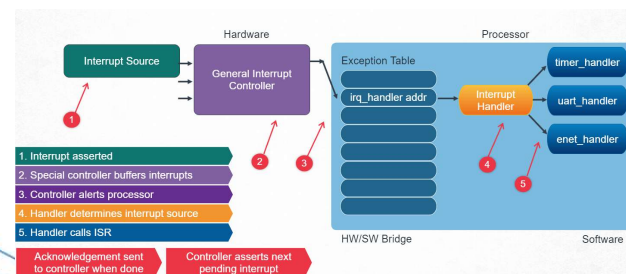 Hardware
Processor
Interrupt Source
General Interrupt
Controller
Exception Table
irq_handler addr
Interrupt
Handler
timer_handler
uart_handler
enet_handler
1
2
3
4
5
1. Interrupt asserted
2. Special controller buffers interrupts
3. Controller alerts processor
4. Handler determines interrupt source
5. Handler calls ISR
HW/SW Bridge
Software
Acknowledgement sent
to controller when done
Controller asserts next
pending interrupt